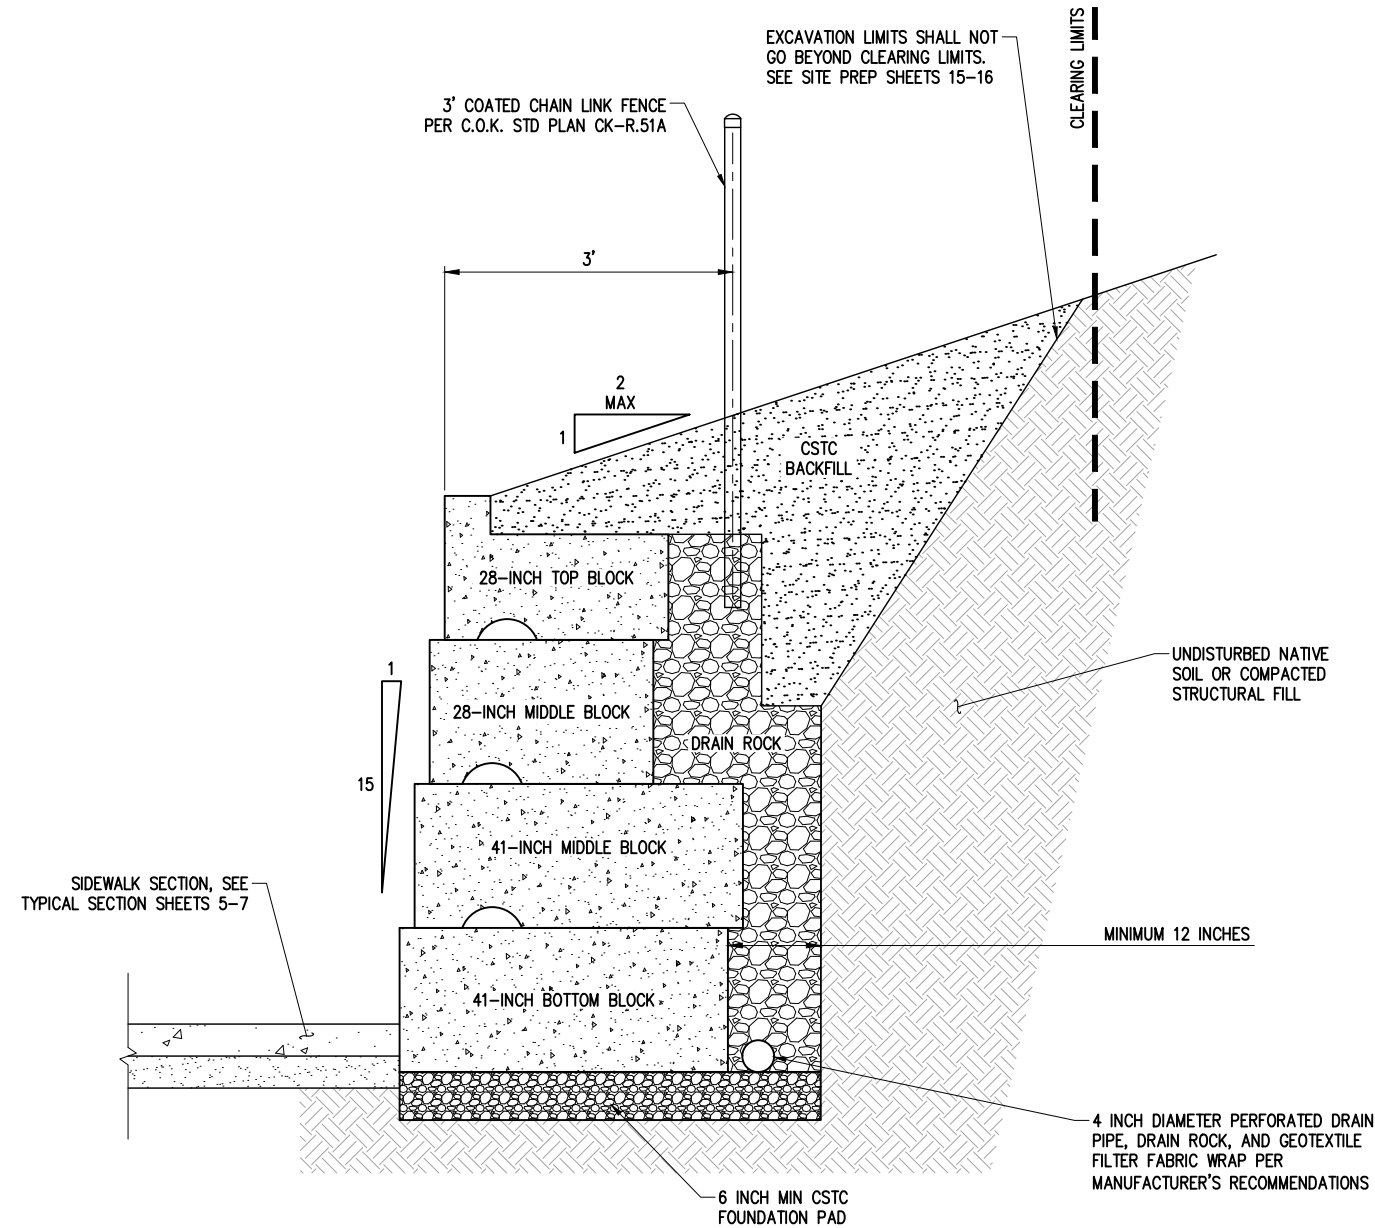 EXCAVATION LIMITS SHALL NOT
GO BEYOND CLEARING LIMITS.
SEE SITE PREP SHEETS 15-16
CLEARING LIMITS
3' COATED CHAIN LINK FENCE
PER C.O.K. STD PLAN CK-R.51A
3'
2
MAX
1
CSTC
BACKFILL
28-INCH TOP BLOCK
1
15
28-INCH MIDDLE BLOCK
DRAIN ROCK
UNDISTURBED NATIVE
SOIL OR COMPACTED
STRUCTURAL FILL
41-INCH MIDDLE BLOCK
SIDEWALK SECTION, SEE
TYPICAL SECTION SHEETS 5-7
MINIMUM 12 INCHES
41-INCH BOTTOM BLOCK
4 INCH DIAMETER PERFORATED DRAIN
PIPE, DRAIN ROCK, AND GEOTEXTILE
FILTER FABRIC WRAP PER
MANUFACTURER'S RECOMMENDATIONS
6 INCH MIN CSTC
FOUNDATION PAD